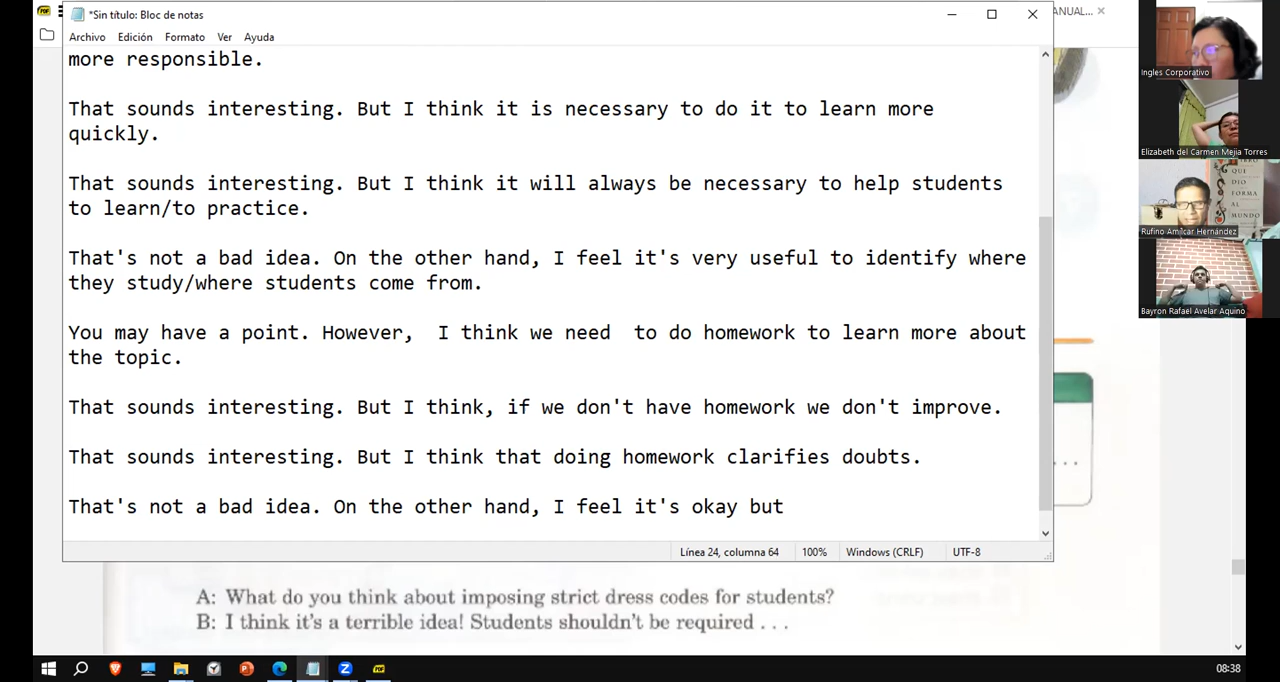 *Sin título: Bloc de notas
ANUAL...
Archivo Edición Formato Ver Ayuda
more responsible.
That sounds interesting. But I think it is necessary to do it to learn more
quickly.
That sounds interesting. But I think it will always be necessary to help students
to learn/to practice.
That's not a bad idea. On the other hand, I feel it's very useful to identify where
they study/where students come from.
You may have a point. However,  I think we need  to do homework to learn more about
the topic.
That sounds interesting. But I think, if we don't have homework we don't improve.
That sounds interesting. But I think that doing homework clarifies doubts.
That's not a bad idea. On the other hand, I feel it's okay but
Línea 24, columna 64 100% Windows (CRLF) UTF-8
A: What do you think about imposing strict dress codes for students?
B: I think it's a terrible idea! Students shouldn't be required . . .
Ingles Corporativo
Elizabeth del Carmen Mejia Torres
QUE
DIO
FORMA
AL
MUNDO
Rufino Amilcar Hernández
Bayron Rafael Avelar Aquino
08:38